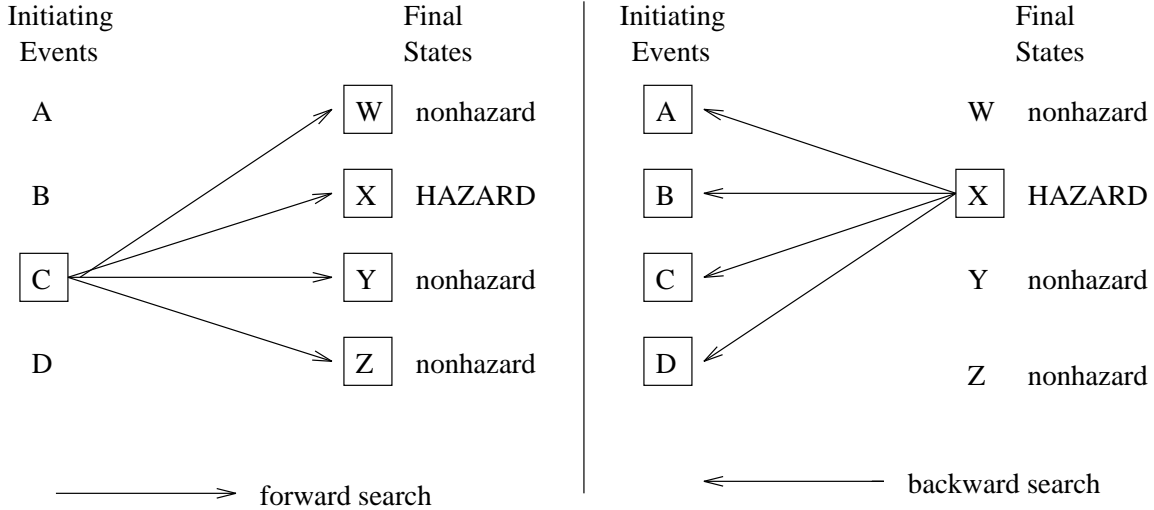 Initiating
Events
Final
States
A
W nonhazard
B
X HAZARD
C
Y nonhazard
D
Z nonhazard
forward search
Initiating
Events
Final
States
A
W nonhazard
B
X HAZARD
C
Y nonhazard
D
Z nonhazard
backward search